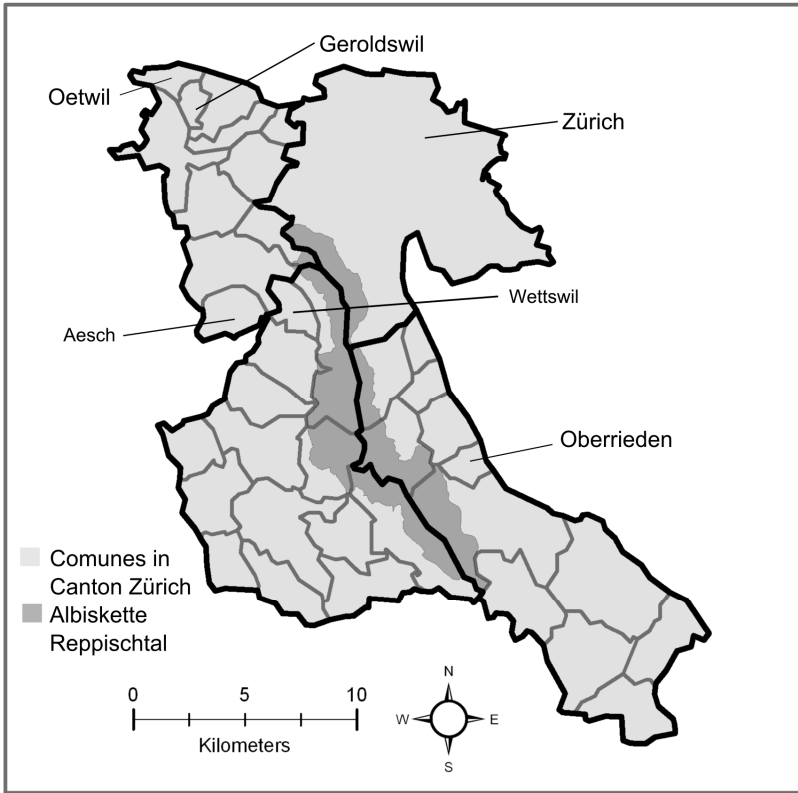 Geroldswil
Oetwil
Zürich
Wettswil
Aesch
Oberrieden
Comunes in
Canton Zürich
Albiskette
Reppischtal
0 5 10
Kilometers
N
W E
S